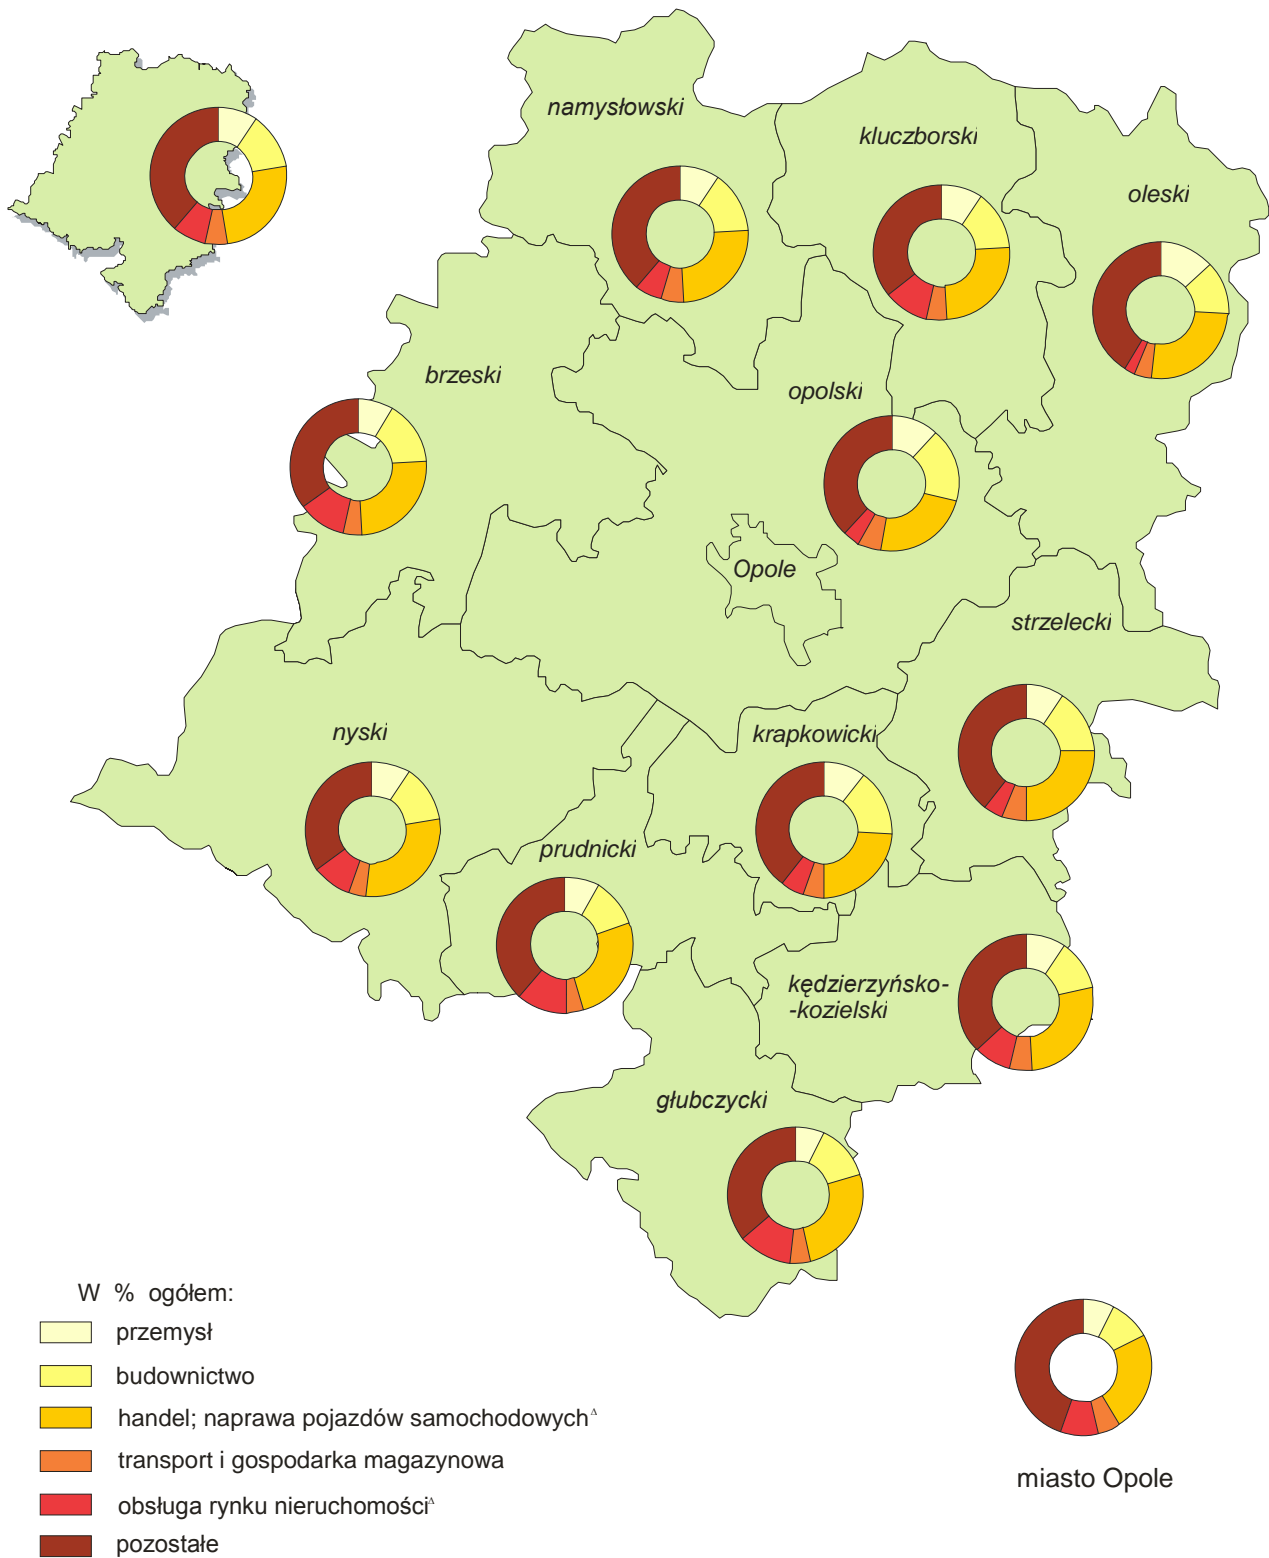 namysłowski
kluczborski
oleski
brzeski
opolski
Opole
strzelecki
nyski
krapkowicki
prudnicki
kędzierzyńsko-
-kozielski
głubczycki
W % ogółem:
przemysł
budownictwo
handel; naprawa pojazdów samochodowych Δ
transport i gospodarka magazynowa
obsługa rynku nieruchomości Δ
pozostałe
miasto Opole